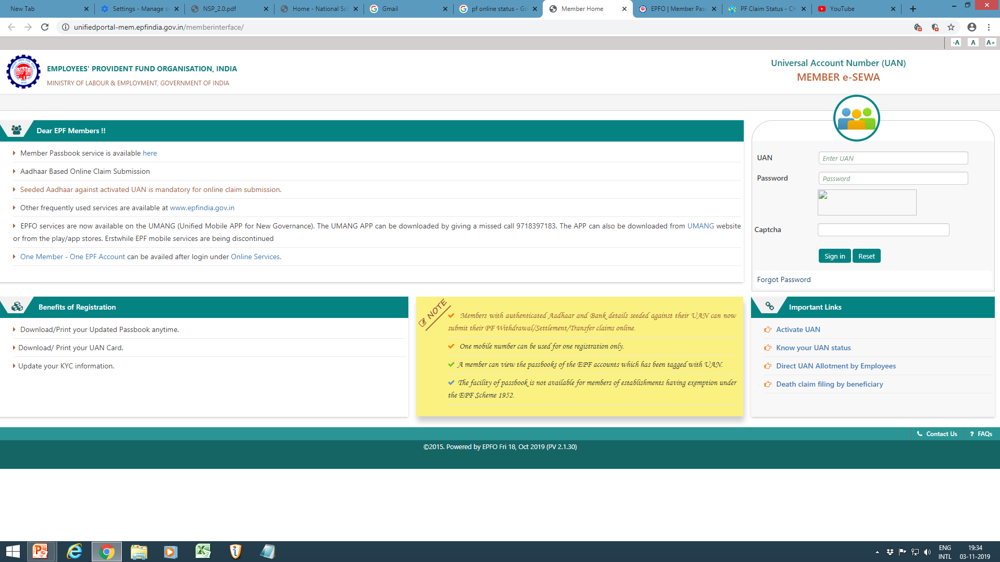 New Tab
Settings - Manage s
NSP_2.0.pdf
Home - National Sc
Gmail
pf online status - Go
Member Home
EPFO | Member Pas
PF Claim Status - Ch
YouTube
unifiedportal-mem.epfindia.gov.in/memberinterface/
-A A A+
EMPLOYEES' PROVIDENT FUND ORGANISATION, INDIA
MINISTRY OF LABOUR & EMPLOYMENT, GOVERNMENT OF INDIA
Universal Account Number (UAN)
MEMBER e-SEWA
Dear EPF Members !!
Member Passbook service is available here
Aadhaar Based Online Claim Submission
Seeded Aadhaar against activated UAN is mandatory for online claim submission.
Other frequently used services are available at www.epfindia.gov.in
EPFO services are now available on the UMANG (Unified Mobile APP for New Governance). The UMANG APP can be downloaded by giving a missed call 9718397183. The APP can also be downloaded from UMANG website
or from the play/app stores. Erstwhile EPF mobile services are being discontinued
One Member - One EPF Account can be availed after login under Online Services.
UAN
Enter UAN
Password
Password
Captcha
Sign in Reset
Forgot Password
Benefits of Registration
Download/Print your Updated Passbook anytime.
Download/ Print your UAN Card.
Update your KYC information.
NOTE
Members with authenticated Aadhaar and Bank details seeded against their UAN can now
submit their PF Withdrawal/Settlement/Transfer claims online.
One mobile number can be used for one registration only.
A member can view the passbooks of the EPF accounts which has been tagged with UAN.
The facility of passbook is not available for members of establishments having exemption under
the EPF Scheme 1952.
Important Links
Activate UAN
Know your UAN status
Direct UAN Allotment by Employees
Death claim filing by beneficiary
Contact Us ? FAQs
©2015. Powered by EPFO Fri 18, Oct 2019 (PV 2.1.30)
ENG
INTL
19:34
03-11-2019